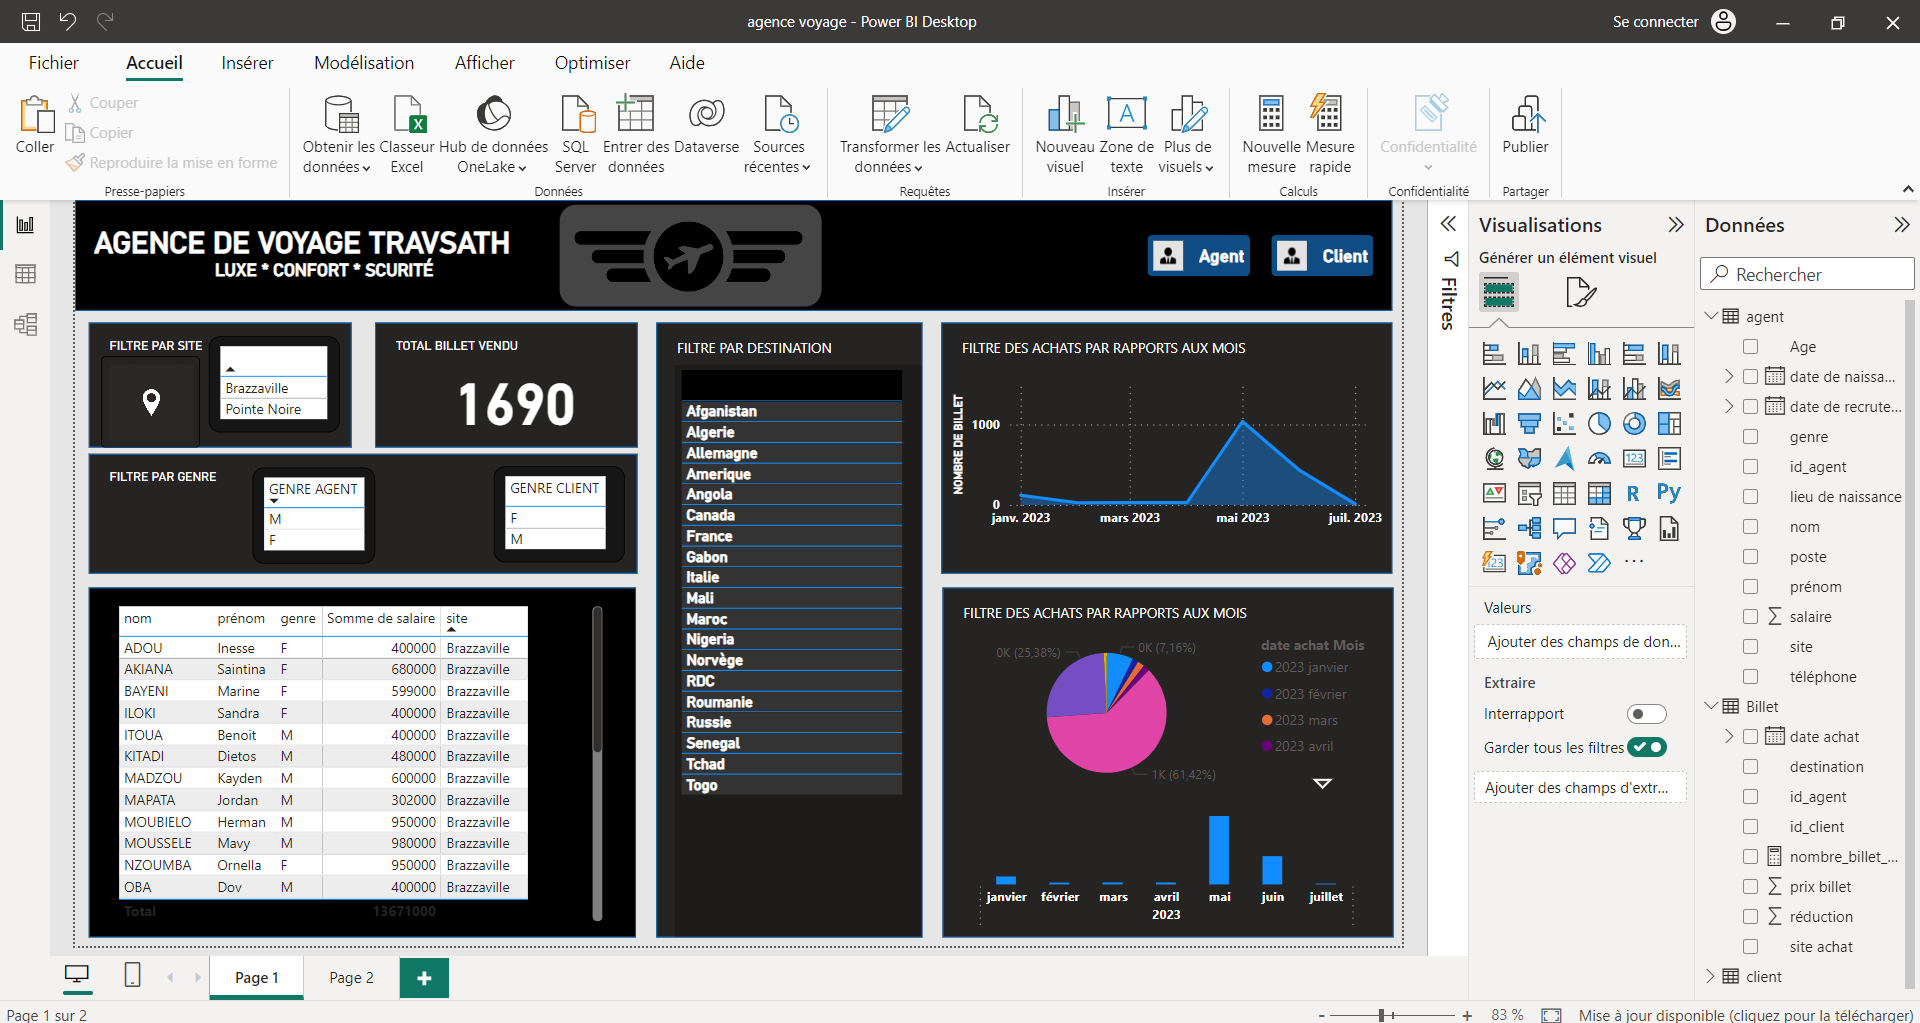 agence voyage - Power BI Desktop
Se connecter
Fichier
Accueil
Insérer
Modélisation
Afficher
Optimiser
Aide
Coller
Couper
Copier
Reproduire la mise en forme
Presse-papiers
Obtenir les données
Classeur Excel
Hub de données OneLake
SQL Server
Entrer des données
Dataverse
Sources récentes
Données
Transformer les données
Actualiser
Requêtes
Nouveau visuel
Zone de texte
Plus de visuels
Insérer
Nouvelle mesure
Mesure rapide
Calculs
Confidentialité
Confidentialité
Publier
Partager
AGENCE DE VOYAGE TRAVSATH
LUXE * CONFORT * SCURITÉ
Agent
Client
FILTRE PAR SITE
Brazzaville
Pointe Noire
TOTAL BILLET VENDU
1690
FILTRE PAR GENRE
GENRE AGENT
M
F
GENRE CLIENT
F
M
nom prénom genre Somme de salaire site
ADOU Inesse F 400000 Brazzaville
AKIANA Saintina F 680000 Brazzaville
BAYENI Marine F 599000 Brazzaville
ILOKI Sandra F 400000 Brazzaville
ITOUA Benoit M 400000 Brazzaville
KITADI Dietos M 480000 Brazzaville
MADZOU Kayden M 600000 Brazzaville
MAPATA Jordan M 302000 Brazzaville
MOUBIELO Herman M 950000 Brazzaville
MOUSSELE Mavy M 980000 Brazzaville
NZOUMBA Ornella F 950000 Brazzaville
OBA Dov M 400000 Brazzaville
Total 13671000
FILTRE PAR DESTINATION
Afganistan
Algerie
Allemagne
Amerique
Angola
Canada
France
Gabon
Italie
Mali
Maroc
Nigeria
Norvège
RDC
Roumanie
Russie
Senegal
Tchad
Togo
FILTRE DES ACHATS PAR RAPPORTS AUX MOIS
NOMBRE DE BILLET
1000
0
janv. 2023 mars 2023 mai 2023 juil. 2023
FILTRE DES ACHATS PAR RAPPORTS AUX MOIS
0K (25,38%)
0K (7,16%)
1K (61,42%)
date achat Mois
2023 janvier
2023 février
2023 mars
2023 avril
janvier février mars avril mai juin juillet
2023
Filtres
Visualisations
Générer un élément visuel
123
R
Py
123
Valeurs
Ajouter des champs de don...
Extraire
Interrapport
Garder tous les filtres
Ajouter des champs d'extr...
Données
Rechercher
agent
Age
date de naissa...
date de recrute...
genre
id_agent
lieu de naissance
nom
poste
prénom
salaire
site
téléphone
Billet
date achat
destination
id_agent
id_client
nombre_billet_...
prix billet
réduction
site achat
client
Page 1
Page 2
+
Page 1 sur 2
- + 83 %
Mise à jour disponible (cliquez pour la télécharger)